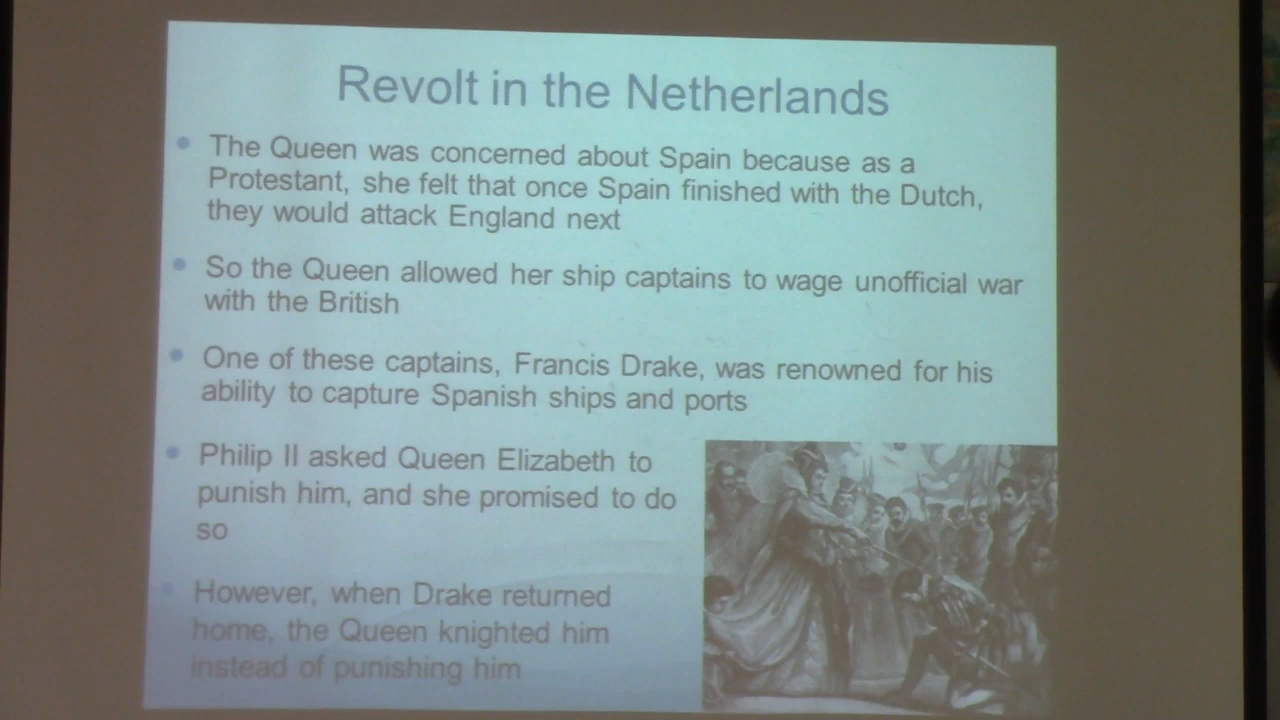 Revolt in the Netherlands
• The Queen was concerned about Spain because as a
Protestant, she felt that once Spain finished with the Dutch,
they would attack England next
• So the Queen allowed her ship captains to wage unofficial war
with the British
• One of these captains, Francis Drake, was renowned for his
ability to capture Spanish ships and ports
• Philip II asked Queen Elizabeth to
punish him, and she promised to do
so
• However, when Drake returned
home, the Queen knighted him
instead of punishing him